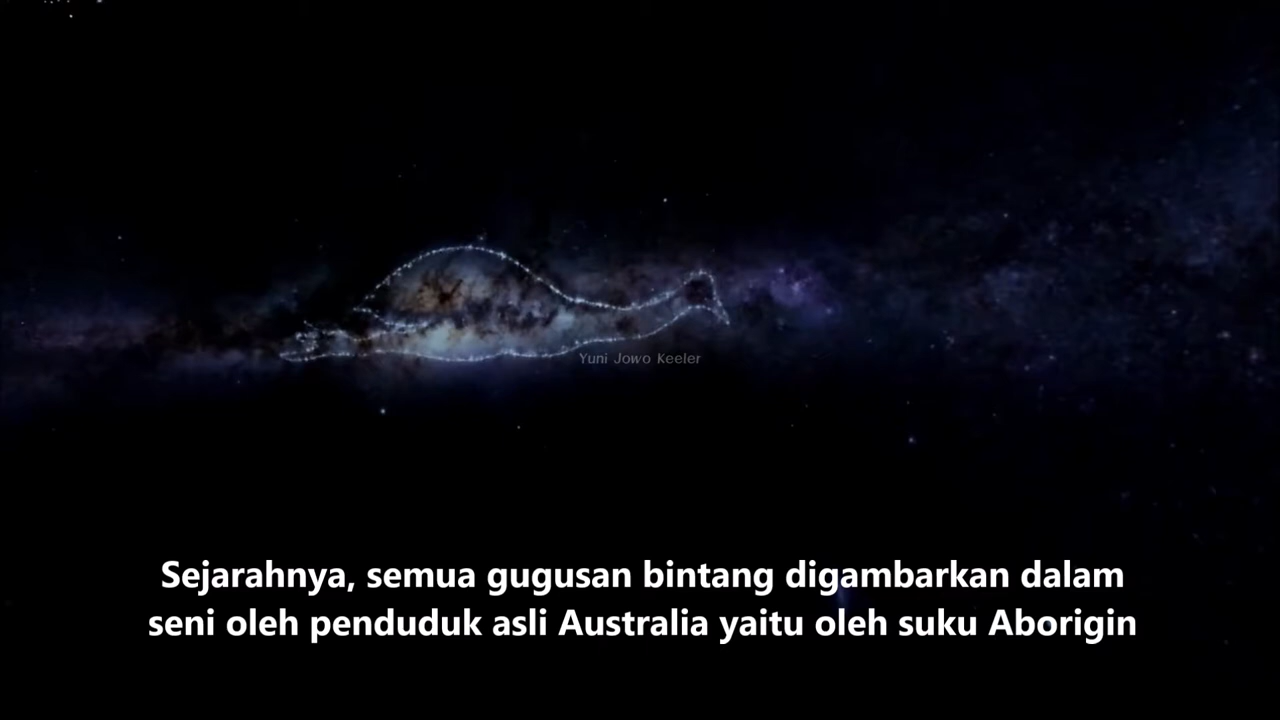 Yuni Jowo Keeler
Sejarahnya, semua gugusan bintang digambarkan dalam
seni oleh penduduk asli Australia yaitu oleh suku Aborigin